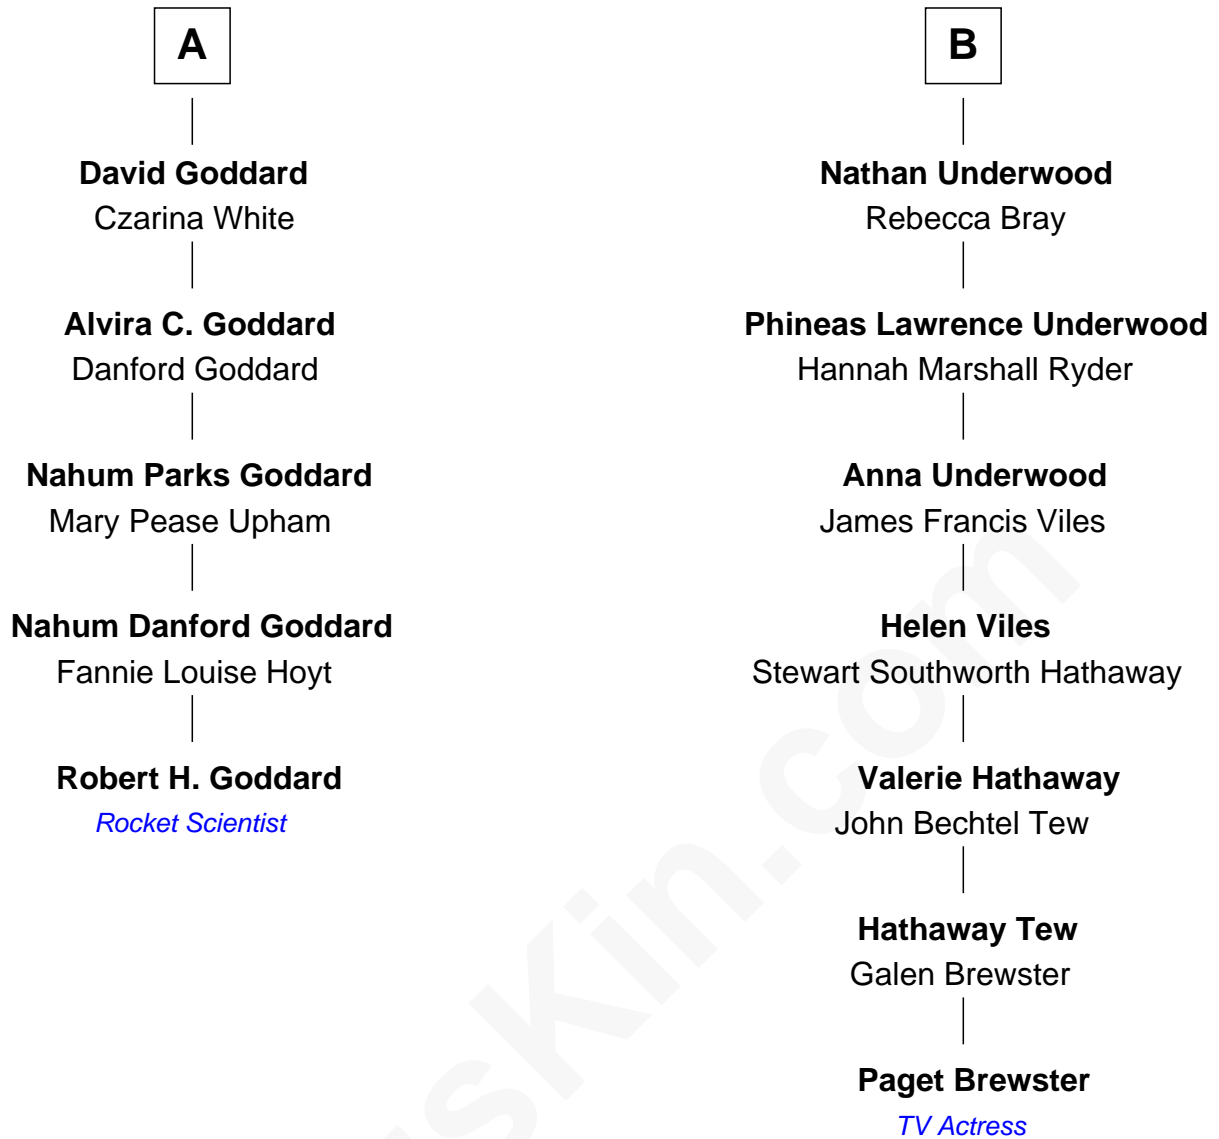 A
David Goddard
Czarina White
Alvira C. Goddard
Danford Goddard
Nahum Parks Goddard
Mary Pease Upham
Nahum Danford Goddard
Fannie Louise Hoyt
Robert H. Goddard
Rocket Scientist
B
Nathan Underwood
Rebecca Bray
Phineas Lawrence Underwood
Hannah Marshall Ryder
Anna Underwood
James Francis Viles
Helen Viles
Stewart Southworth Hathaway
Valerie Hathaway
John Bechtel Tew
Hathaway Tew
Galen Brewster
Paget Brewster
TV Actress
sKin.com